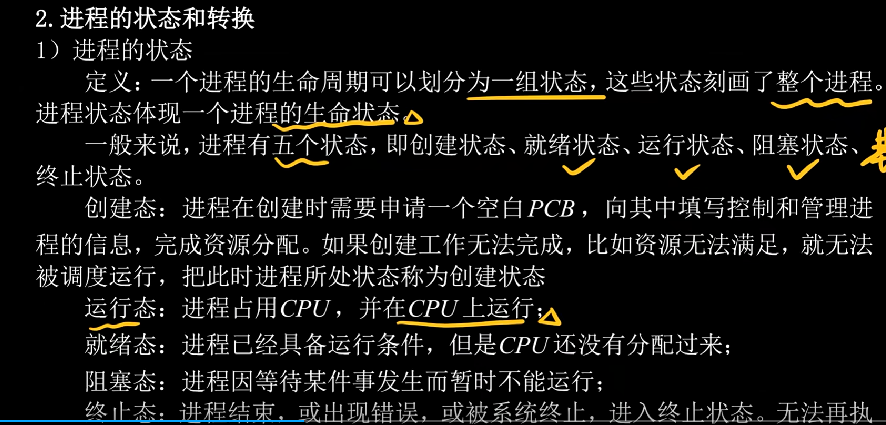 2.进程的状态和转换
1）进程的状态
定义：一个进程的生命周期可以划分为一组状态，这些状态刻画了整个进程。
进程状态体现一个进程的生命状态。
一般来说，进程有五个状态，即创建状态、就绪状态、运行状态、阻塞状态、
终止状态。
创建态：进程在创建时需要申请一个空白PCB，向其中填写控制和管理进
程的信息，完成资源分配。如果创建工作无法完成，比如资源无法满足，就无法
被调度运行，把此时进程所处状态称为创建状态
运行态：进程占用CPU，并在CPU上运行；
就绪态：进程已经具备运行条件，但是CPU还没有分配过来；
阻塞态：进程因等待某件事发生而暂时不能运行；
终止态：进程结束，或出现错误，或被系统终止，进入终止状态。无法再执